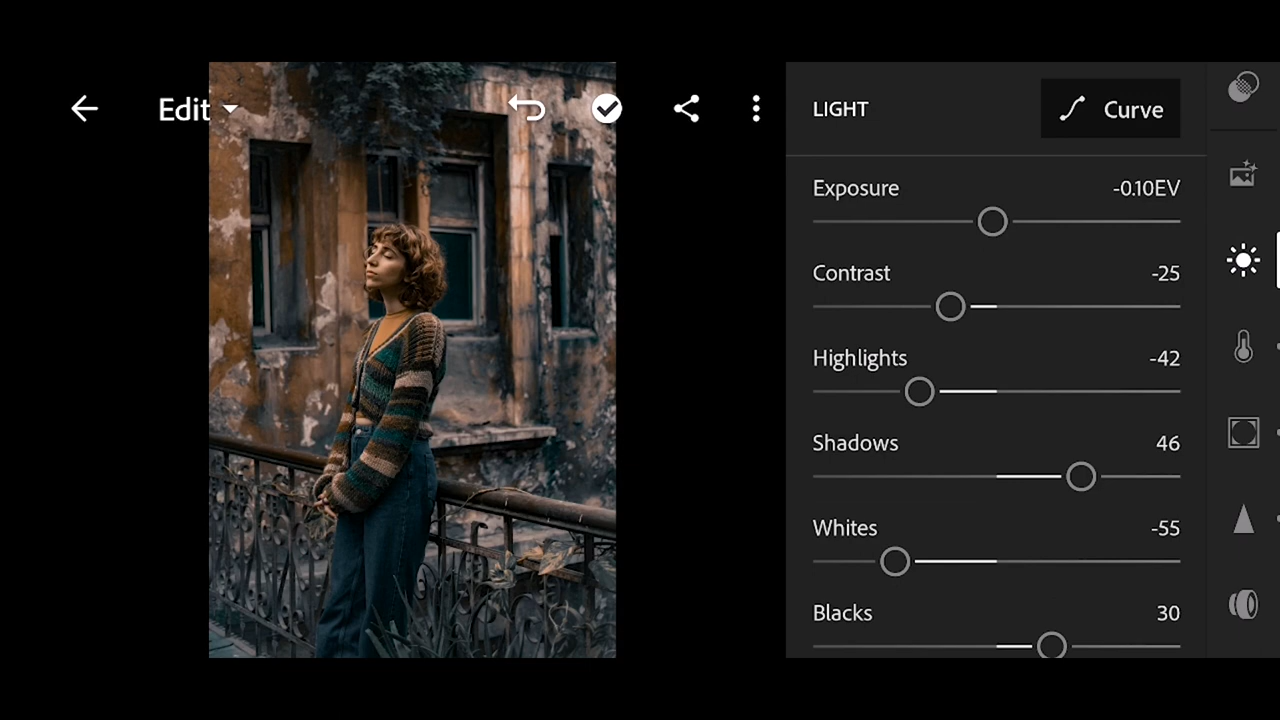 Edit
LIGHT
Curve
Exposure
-0.10EV
Contrast
-25
Highlights
-42
Shadows
46
Whites
-55
Blacks
30